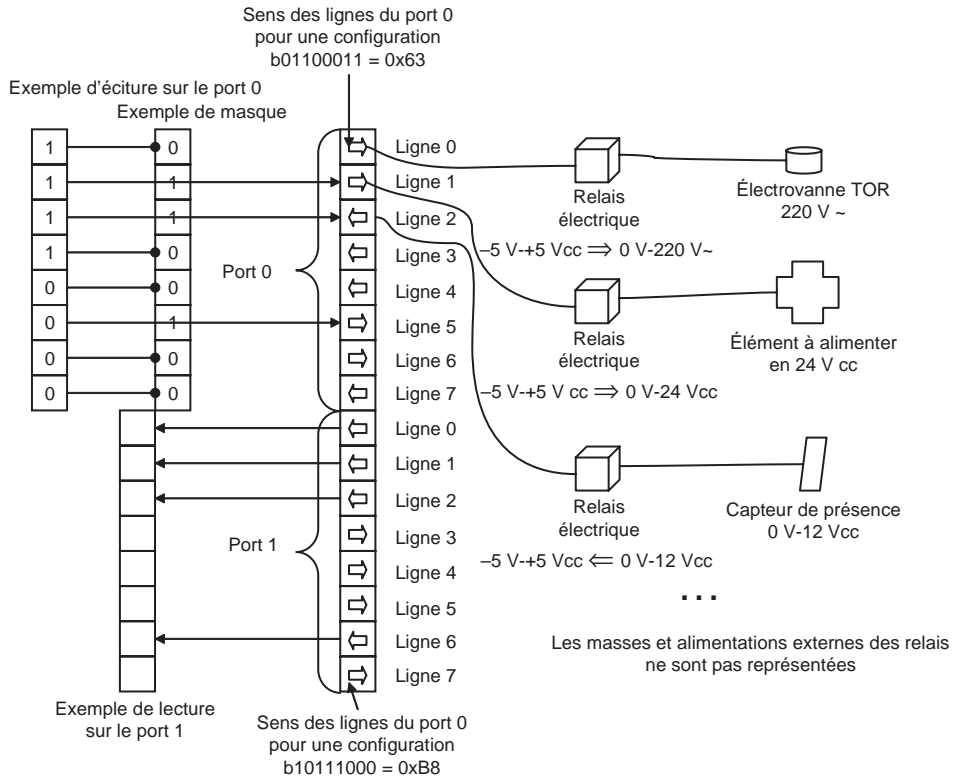 Sens des lignes du port 0
pour une configuration
b01100011 = 0x63
Exemple d'éciture sur le port 0
Exemple de masque
1 0
1 1
1 1
1 0
0 0
0 1
0 0
0 0
Port 0
Ligne 0
Ligne 1
Ligne 2
Ligne 3
Ligne 4
Ligne 5
Ligne 6
Ligne 7
Port 1
Ligne 0
Ligne 1
Ligne 2
Ligne 3
Ligne 4
Ligne 5
Ligne 6
Ligne 7
Relais
électrique
–5 V-+5 Vcc ⇒ 0 V-220 V~
Électrovanne TOR
220 V ~
Relais
électrique
–5 V-+5 V cc ⇒ 0 V-24 Vcc
Élément à alimenter
en 24 V cc
Relais
électrique
–5 V-+5 Vcc ⇐ 0 V-12 Vcc
Capteur de présence
0 V-12 Vcc
...
Les masses et alimentations externes des relais
ne sont pas représentées
Exemple de lecture
sur le port 1
Sens des lignes du port 0
pour une configuration
b10111000 = 0xB8